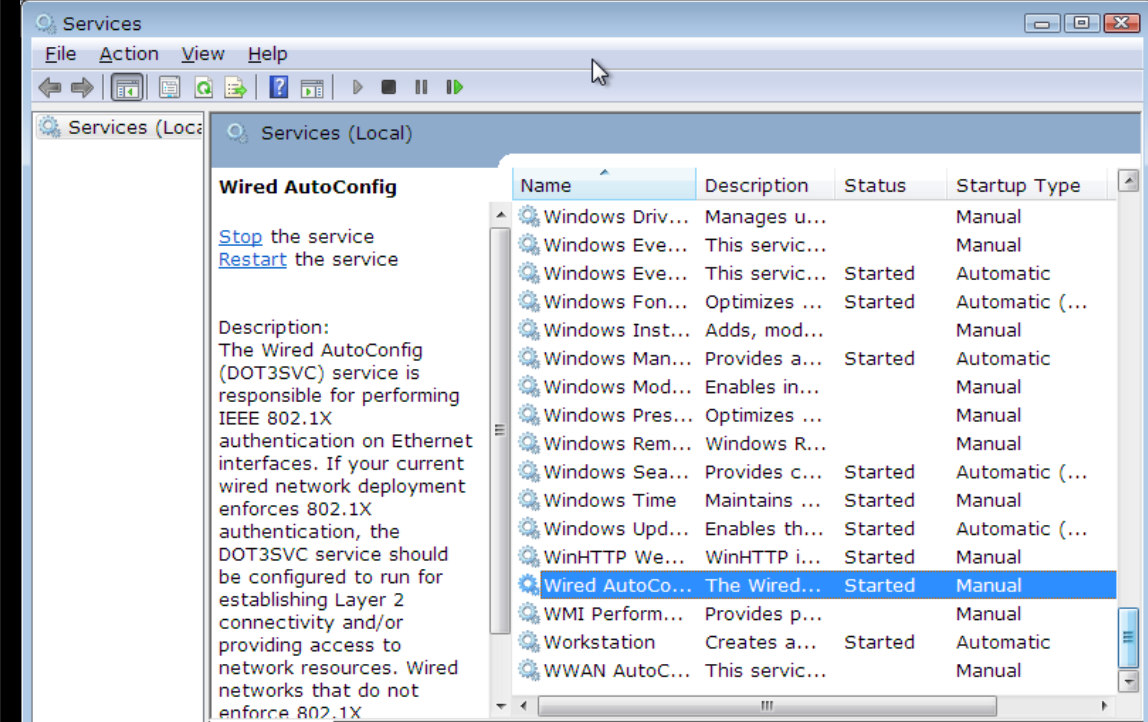 Services
File Action View Help
Services (Loca
Services (Local)
Wired AutoConfig
Stop the service
Restart the service
Description:
The Wired AutoConfig
(DOT3SVC) service is
responsible for performing
IEEE 802.1X
authentication on Ethernet
interfaces. If your current
wired network deployment
enforces 802.1X
authentication, the
DOT3SVC service should
be configured to run for
establishing Layer 2
connectivity and/or
providing access to
network resources. Wired
networks that do not
enforce 802.1X
Name Description Status Startup Type
Windows Driv... Manages u... Manual
Windows Eve... This servic... Manual
Windows Eve... This servic... Started Automatic
Windows Fon... Optimizes ... Started Automatic (...
Windows Inst... Adds, mod... Manual
Windows Man... Provides a... Started Automatic
Windows Mod... Enables in... Manual
Windows Pres... Optimizes ... Manual
Windows Rem... Windows R... Manual
Windows Sea... Provides c... Started Automatic (...
Windows Time Maintains ... Started Manual
Windows Upd... Enables th... Started Automatic (...
WinHTTP We... WinHTTP i... Started Manual
Wired AutoCo... The Wired... Started Manual
WMI Perform... Provides p... Manual
Workstation Creates a... Started Automatic
WWAN AutoC... This servic... Manual